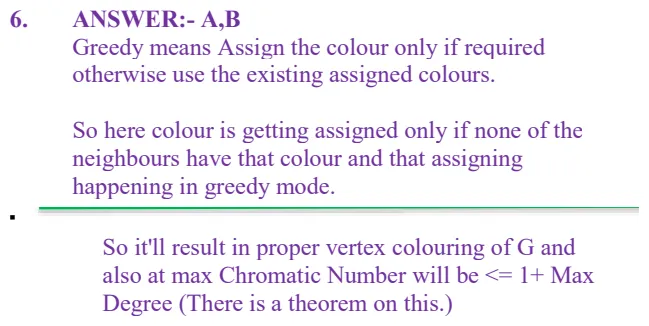 6. ANSWER:- A,B
Greedy means Assign the colour only if required
otherwise use the existing assigned colours.
So here colour is getting assigned only if none of the
neighbours have that colour and that assigning
happening in greedy mode.
So it'll result in proper vertex colouring of G and
also at max Chromatic Number will be <= 1+ Max
Degree (There is a theorem on this.)